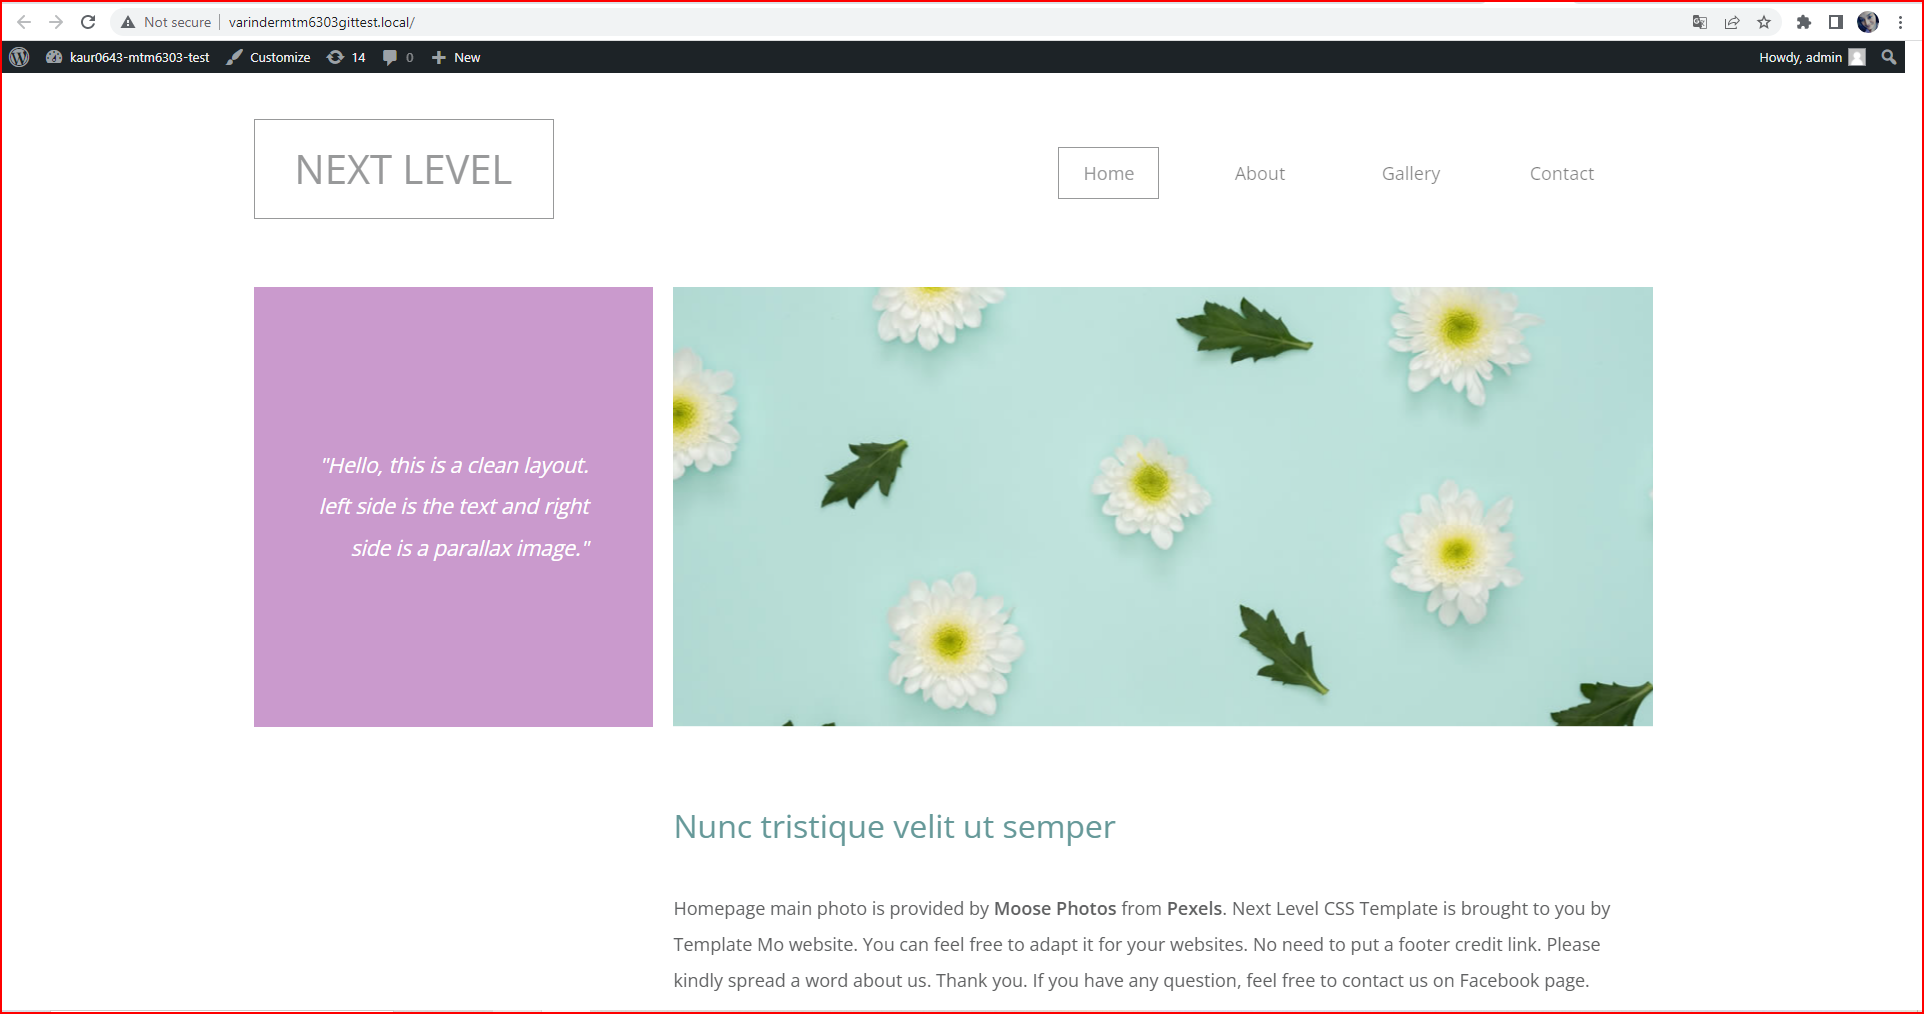 Not secure | varindermtm6303gittest.local/
kaur0643-mtm6303-test Customize 14 0 New Howdy, admin
NEXT LEVEL
Home About Gallery Contact
"Hello, this is a clean layout.
left side is the text and right
side is a parallax image."
Nunc tristique velit ut semper
Homepage main photo is provided by Moose Photos from Pexels. Next Level CSS Template is brought to you by
Template Mo website. You can feel free to adapt it for your websites. No need to put a footer credit link. Please
kindly spread a word about us. Thank you. If you have any question, feel free to contact us on Facebook page.